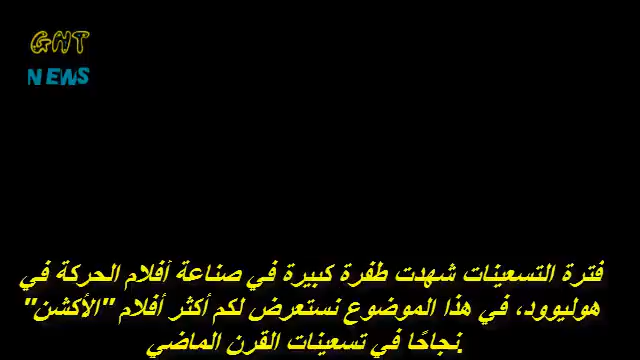 GNT
NEWS
فترة التسعينات شهدت طفرة كبيرة في صناعة أفلام الحركة في
هوليوود، في هذا الموضوع نستعرض لكم أكثر أفلام "الأكشن"
نجاحًا في تسعينات القرن الماضي.